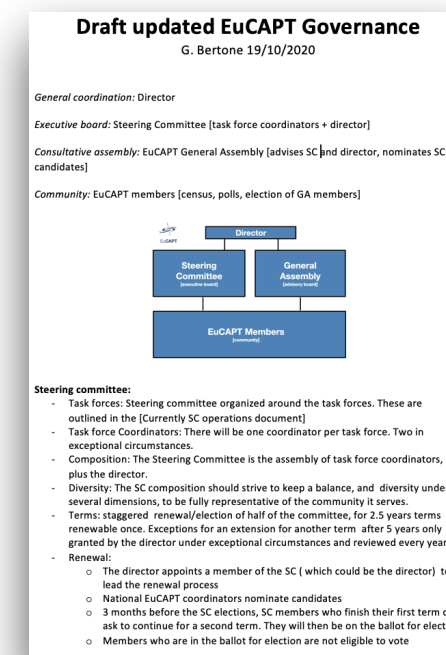 Draft updated EuCAPT Governance
G. Bertone 19/10/2020
General coordination: Director
Executive board: Steering Committee [task force coordinators + director]
Consultative assembly: EuCAPT General Assembly [advises SC and director, nominates SC
candidates]
Community: EuCAPT members [census, polls, election of GA members]
EuCAPT
Director
Steering
Committee
[executive board]
General
Assembly
[advisory board]
EuCAPT Members
[community]
Steering committee:
- Task forces: Steering committee organized around the task forces. These are
outlined in the [Currently SC operations document]
- Task force Coordinators: There will be one coordinator per task force. Two in
exceptional circumstances.
- Composition: The Steering Committee is the assembly of task force coordinators,
plus the director.
- Diversity: The SC composition should strive to keep a balance, and diversity unde
several dimensions, to be fully representative of the community it serves.
- Terms: staggered renewal/election of half of the committee, for 2.5 years terms
renewable once. Exceptions for an extension for another term after 5 years only
granted by the director under exceptional circumstances and reviewed every year
- Renewal:
o The director appoints a member of the SC ( which could be the director) t
lead the renewal process
o National EuCAPT coordinators nominate candidates
o 3 months before the SC elections, SC members who finish their first term c
ask to continue for a second term. They will then be on the ballot for elect
o Members who are in the ballot for election are not eligible to vote